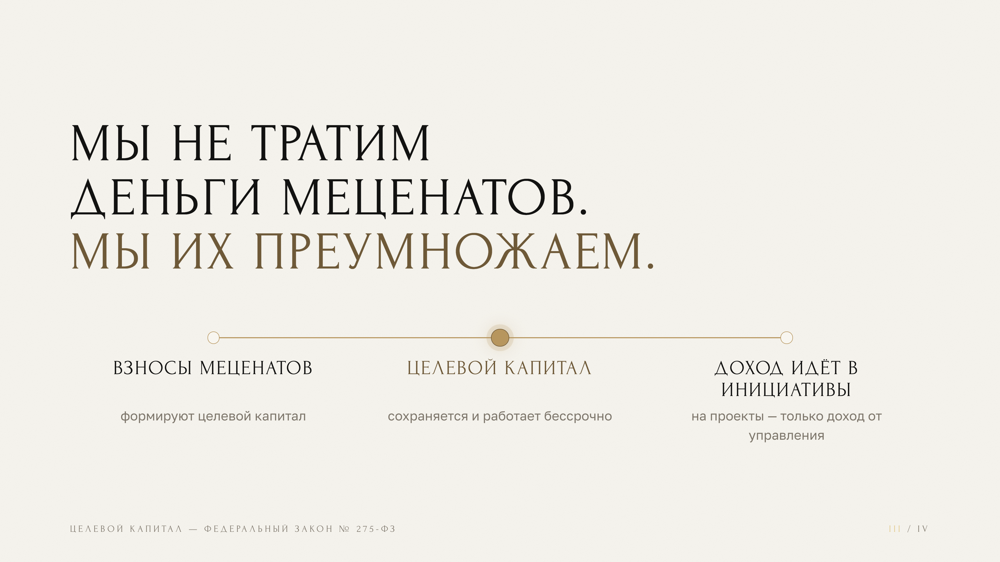 МЫ НЕ ТРАТИМ
ДЕНЬГИ МЕЦЕНАТОВ.
МЫ ИХ ПРЕУМНОЖАЕМ.
ВЗНОСЫ МЕЦЕНАТОВ
формируют целевой капитал
ЦЕЛЕВОЙ КАПИТАЛ
сохраняется и работает бессрочно
ДОХОД ИДЁТ В
ИНИЦИАТИВЫ
на проекты — только доход от
управления
ЦЕЛЕВОЙ КАПИТАЛ — ФЕДЕРАЛЬНЫЙ ЗАКОН № 275-ФЗ
III / IV